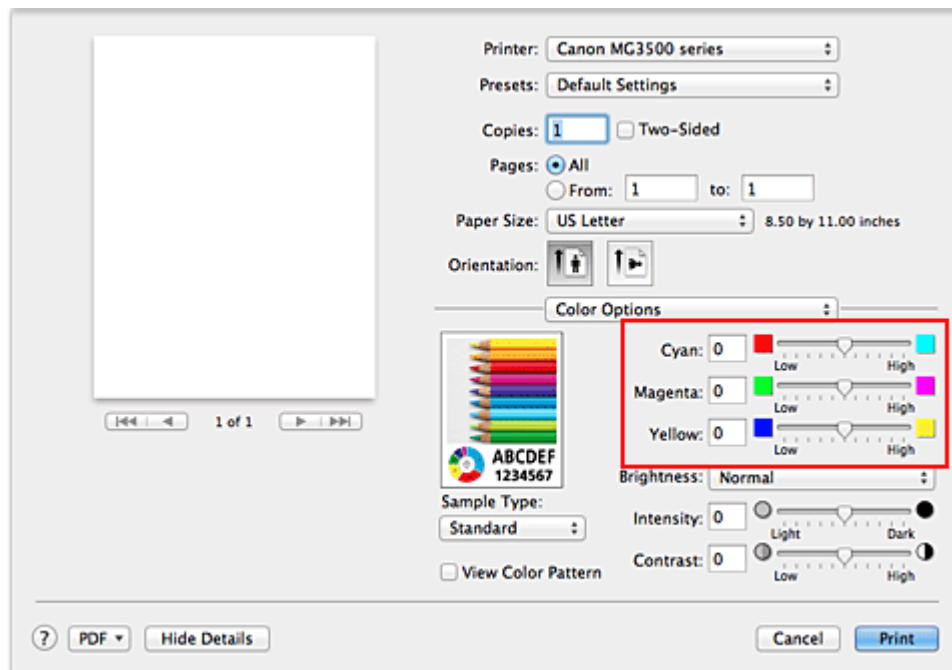 Printer: Canon MG3500 series
Presets: Default Settings
Copies: 1 Two-Sided
Pages: All
From: 1 to: 1
Paper Size: US Letter 8.50 by 11.00 inches
Orientation:
Color Options
Cyan: 0
Low High
Magenta: 0
Low High
Yellow: 0
Low High
1 of 1
ABCDEF
1234567
Sample Type:
Standard
View Color Pattern
Brightness: Normal
Intensity: 0
Light Dark
Contrast: 0
Low High
? PDF Hide Details Cancel Print